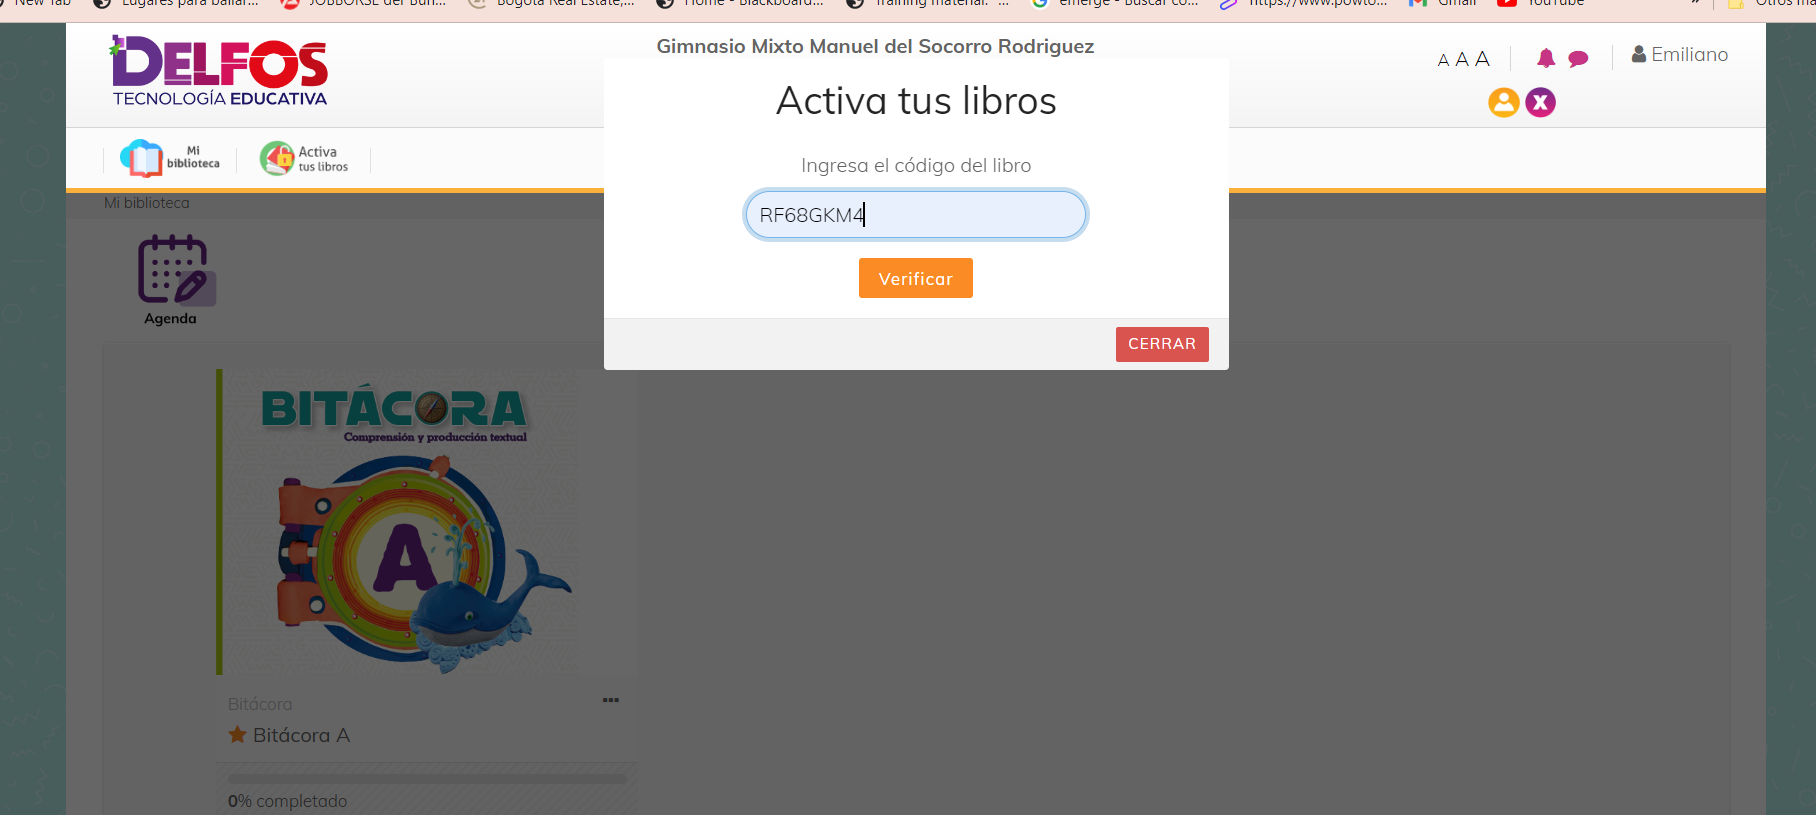 New Tab
Lugares para bailar...
JOBBÖRSE der Bun...
Bogotá Real Estate,...
Home - Blackboard...
Training material: "...
emerge - Buscar co...
https://www.powto...
Gmail
YouTube
»
Otros ma
DELFOS
TECNOLOGÍA EDUCATIVA
Gimnasio Mixto Manuel del Socorro Rodriguez
A A A
Emiliano
X
Mi biblioteca
Activa tus libros
Activa tus libros
Ingresa el código del libro
RF68GKM4
Verificar
CERRAR
Mi biblioteca
Agenda
BITÁCORA
Comprensión y producción textual
A
Bitácora
Bitácora A
0% completado